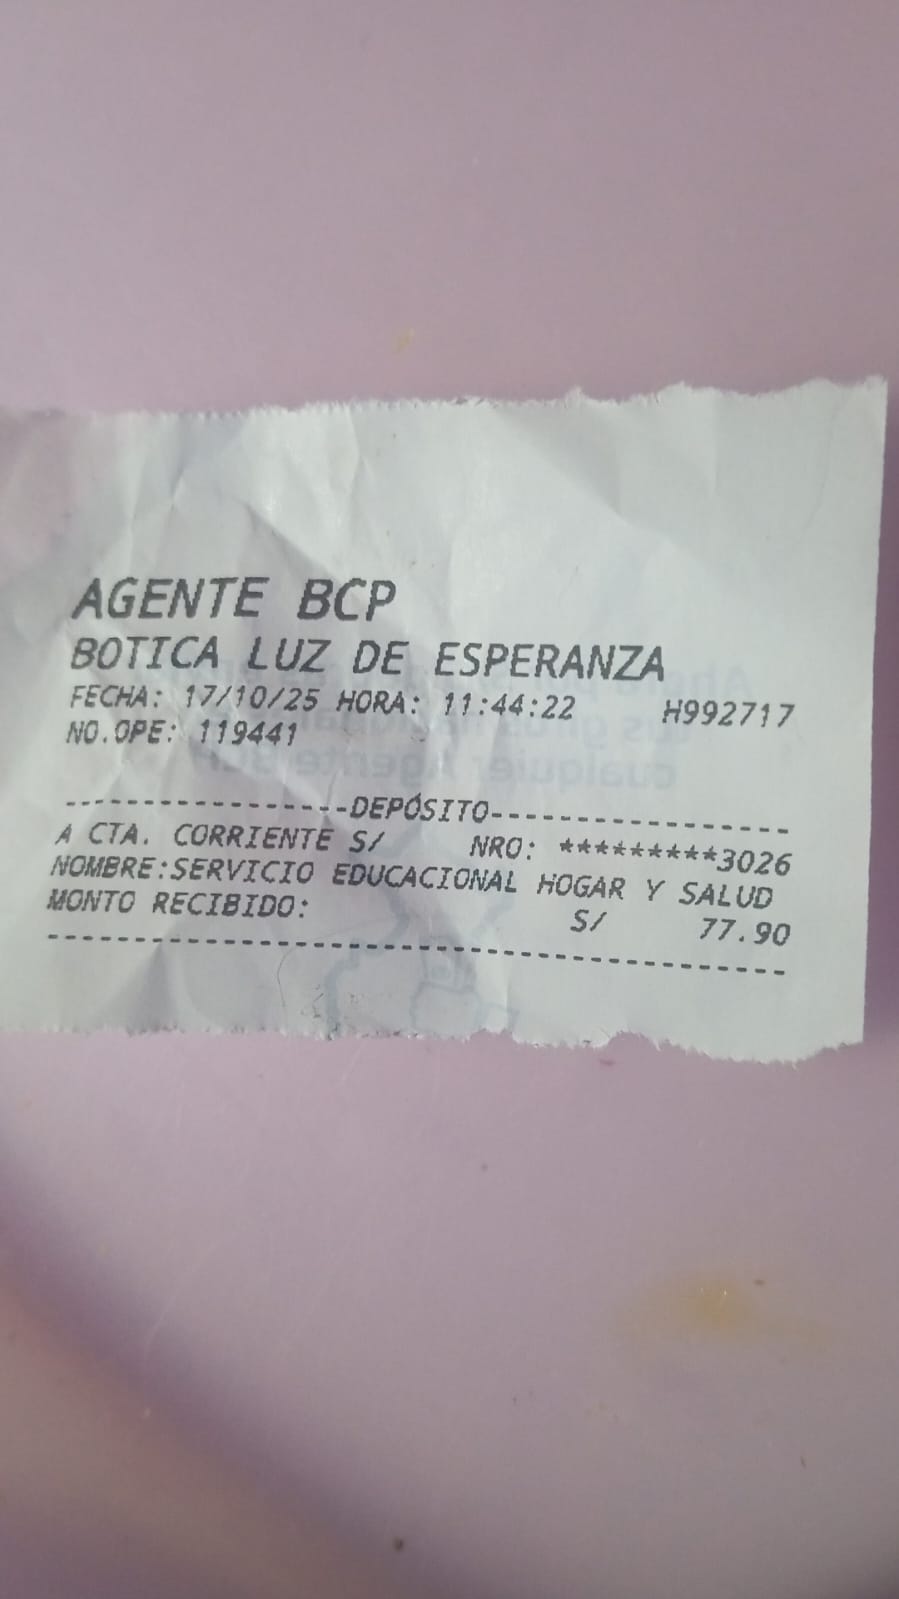 AGENTE BCP
BOTICA LUZ DE ESPERANZA
FECHA: 17/10/25 HORA: 11:44:22 H992717
NO.OPE: 119441
-----------------DEPÓSITO------------------
A CTA. CORRIENTE S/ NRO: *********3026
NOMBRE:SERVICIO EDUCACIONAL HOGAR Y SALUD
MONTO RECIBIDO: S/ 77.90
-------------------------------------------